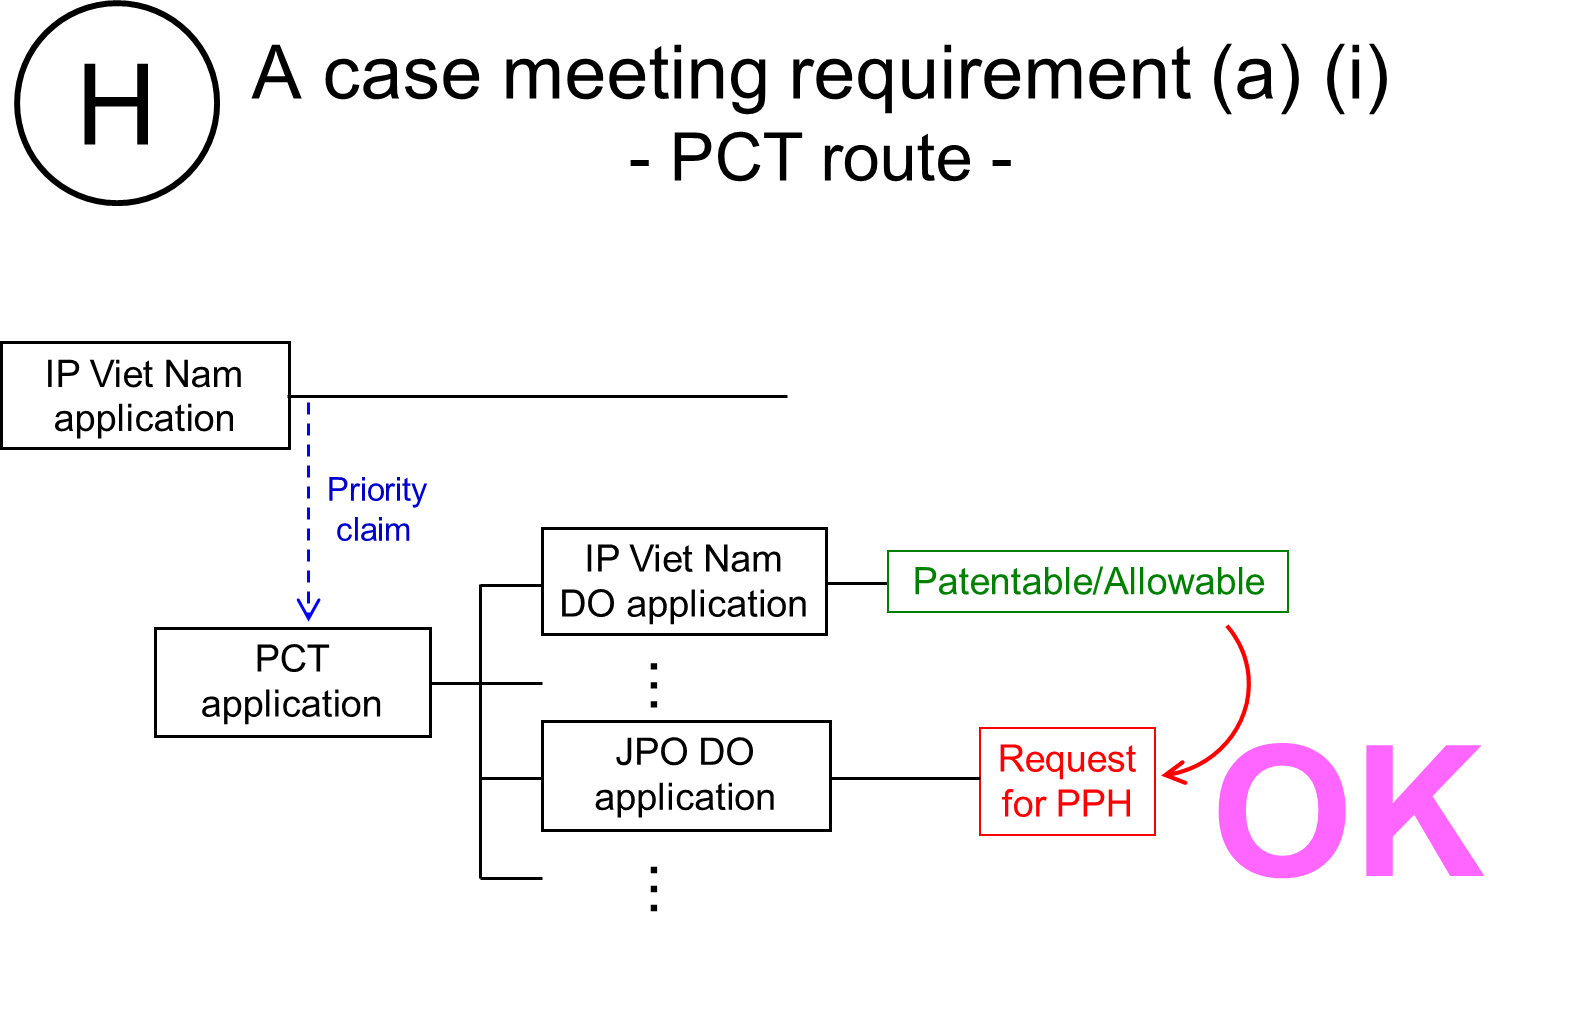 H
A case meeting requirement (a) (i)
- PCT route -
IP Viet Nam
application
Priority
claim
IP Viet Nam
DO application
Patentable/Allowable
PCT
application
JPO DO
application
Request
for PPH
OK